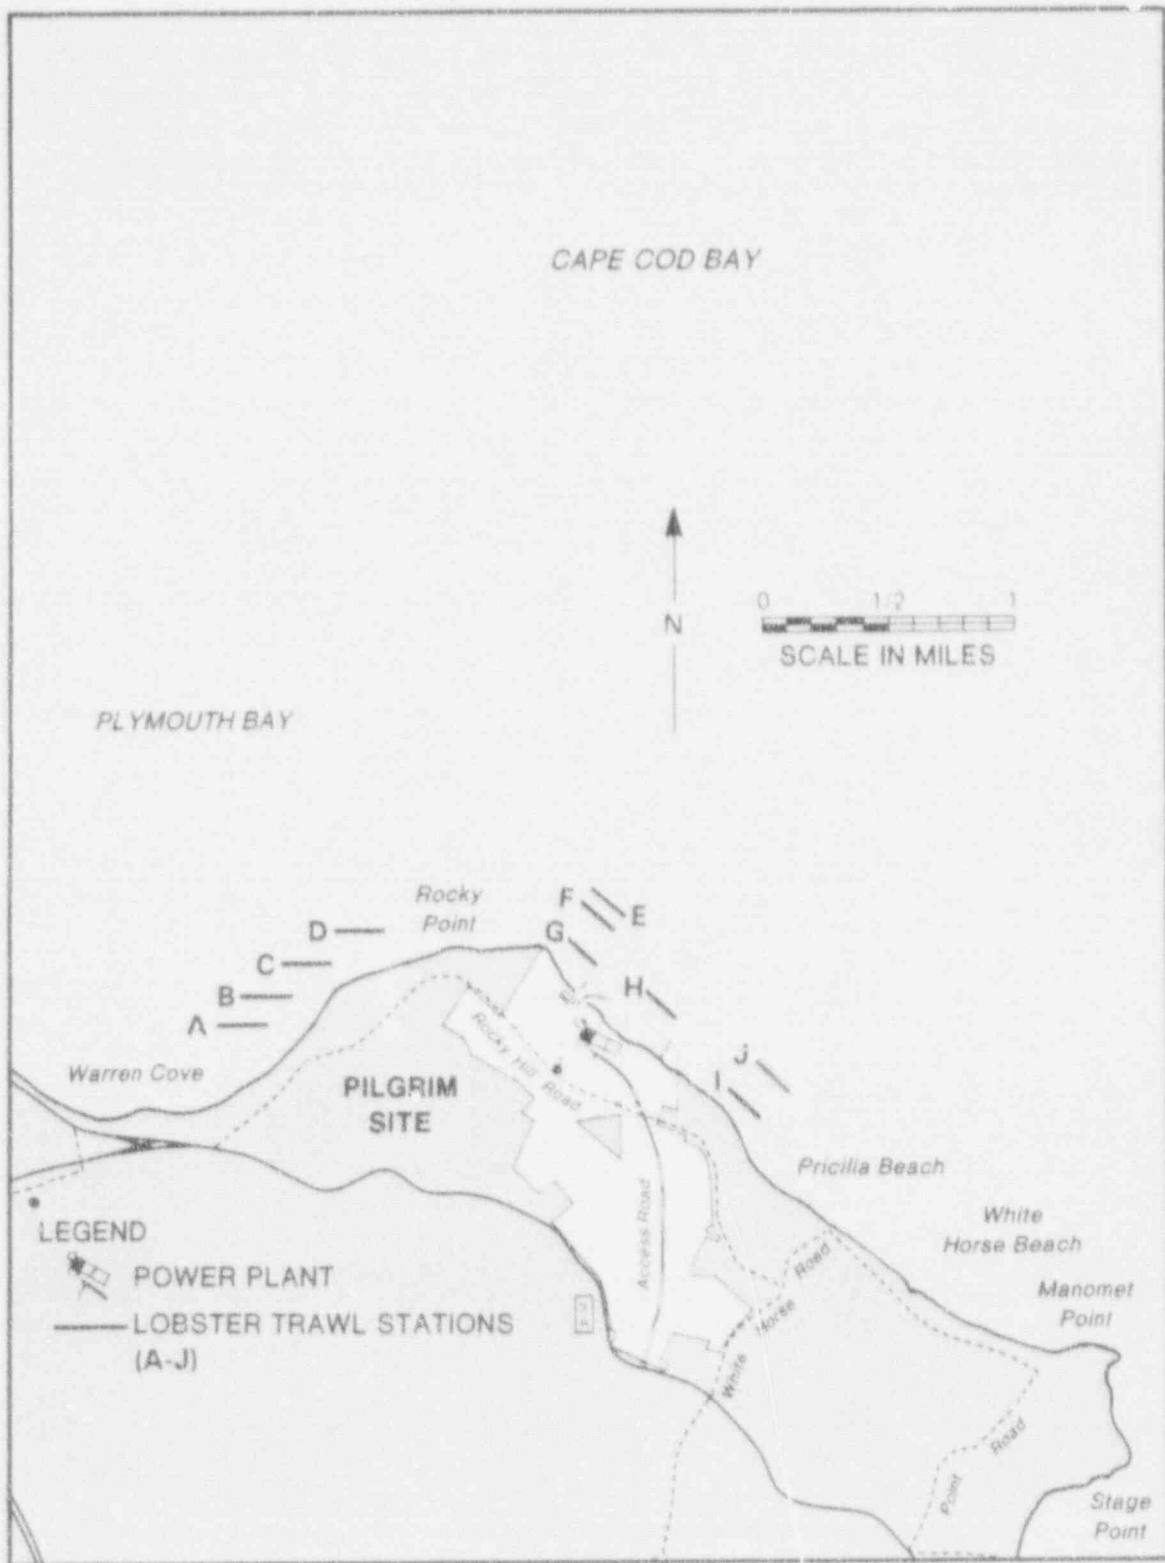 CAPE COD BAY
0 1/2 1
N
SCALE IN MILES
PLYMOUTH BAY
Rocky
Point
F
E
D
G
C
H
B
A
J
I
Warren Cove
Rocky Hill Road
PILGRIM
SITE
Pricilia Beach
Access Road
White
Horse Beach
LEGEND
POWER PLANT
Manomet
Point
LOBSTER TRAWL STATIONS
(A-J)
White Horse Road
Point Road
Stage
Point